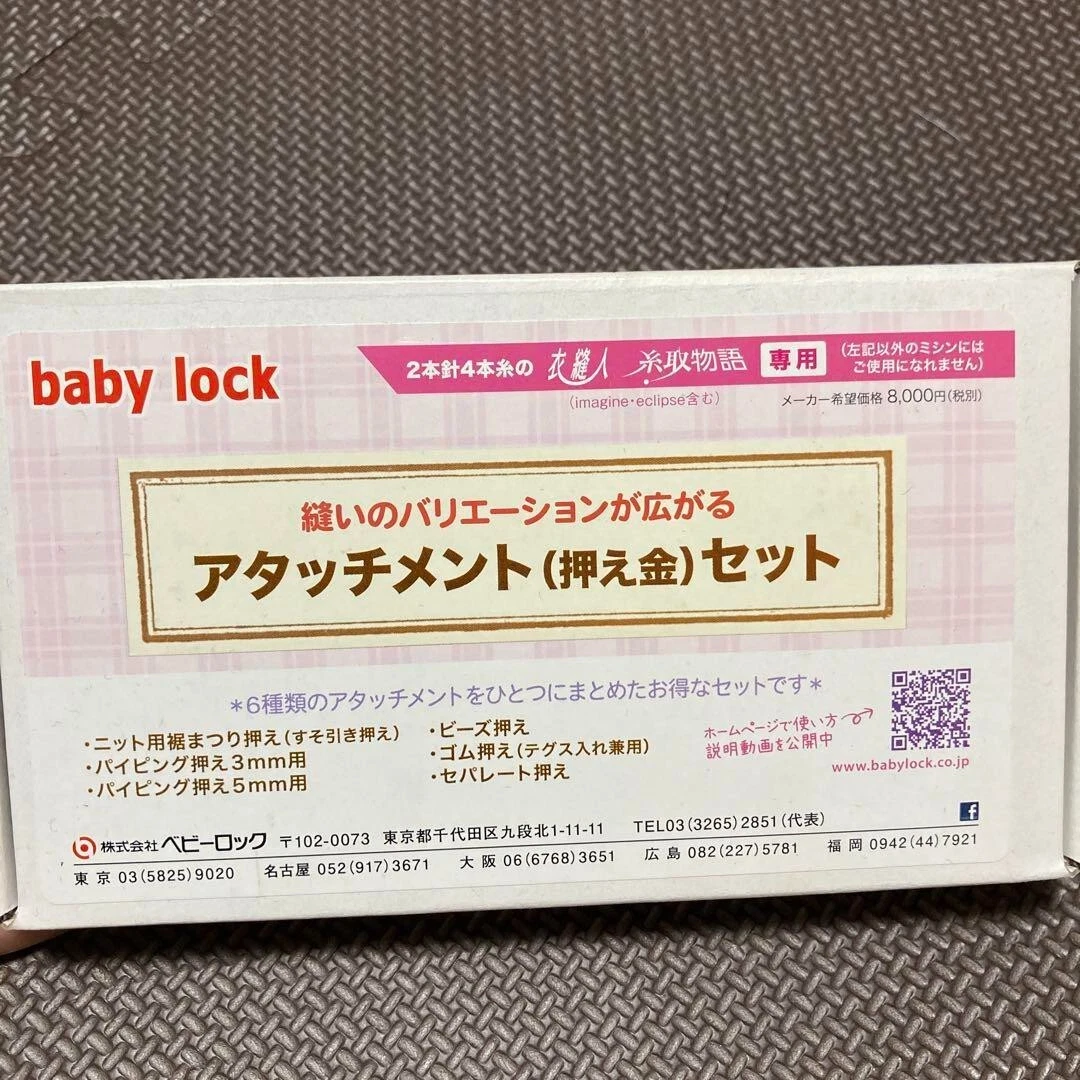 baby lock
2本針4本糸の 衣縫人 糸取物語 専用 (左記以外のミシンには
ご使用になれません)
(imagine・eclipse含む)
メーカー希望価格 8,000円(税別)
縫いのバリエーションが広がる
アタッチメント(押え金)セット
*6種類のアタッチメントをひとつにまとめたお得なセットです*
・ニット用裾まつり押え(すそ引き押え)
・パイピング押え3mm用
・パイピング押え5mm用
・ビーズ押え
・ゴム押え(テグス入れ兼用)
・セパレート押え
ホームページで使い方
説明動画を公開中
www.babylock.co.jp
f
株式会社ベビーロック 〒102-0073 東京都千代田区九段北1-11-11 TEL03(3265)2851(代表)
東京 03(5825)9020 名古屋 052(917)3671 大阪 06(6768)3651 広島 082(227)5781 福岡 0942(44)7921